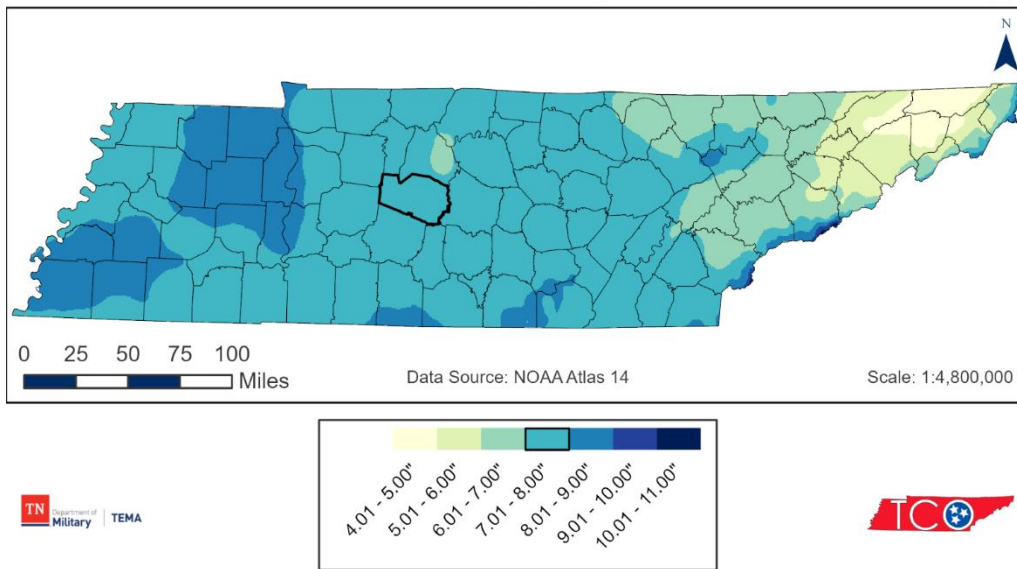 N
0 25 50 75 100
Miles
Data Source: NOAA Atlas 14
Scale: 1:4,800,000
4.01 - 5.00"
5.01 - 6.00"
6.01 - 7.00"
7.01 - 8.00"
8.01 - 9.00"
9.01 - 10.00"
10.01 - 11.00"
TN
Department of
Military
TEMA
TCO